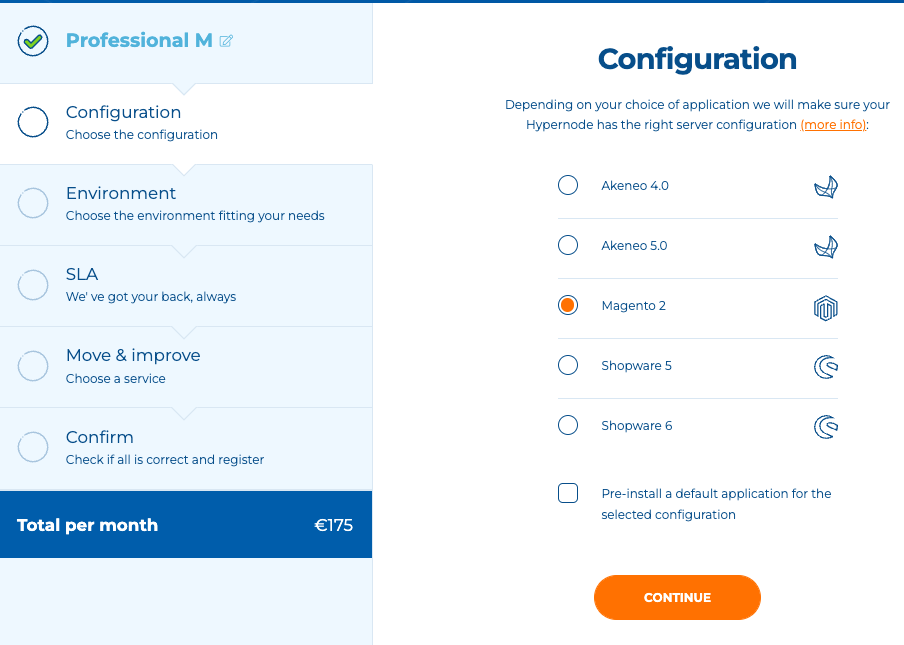 Professional M
Configuration
Choose the configuration
Environment
Choose the environment fitting your needs
SLA
We' ve got your back, always
Move & improve
Choose a service
Confirm
Check if all is correct and register
Total per month €175
Configuration
Depending on your choice of application we will make sure your
Hypernode has the right server configuration (more info):
Akeneo 4.0
Akeneo 5.0
Magento 2
Shopware 5
Shopware 6
Pre-install a default application for the
selected configuration
CONTINUE